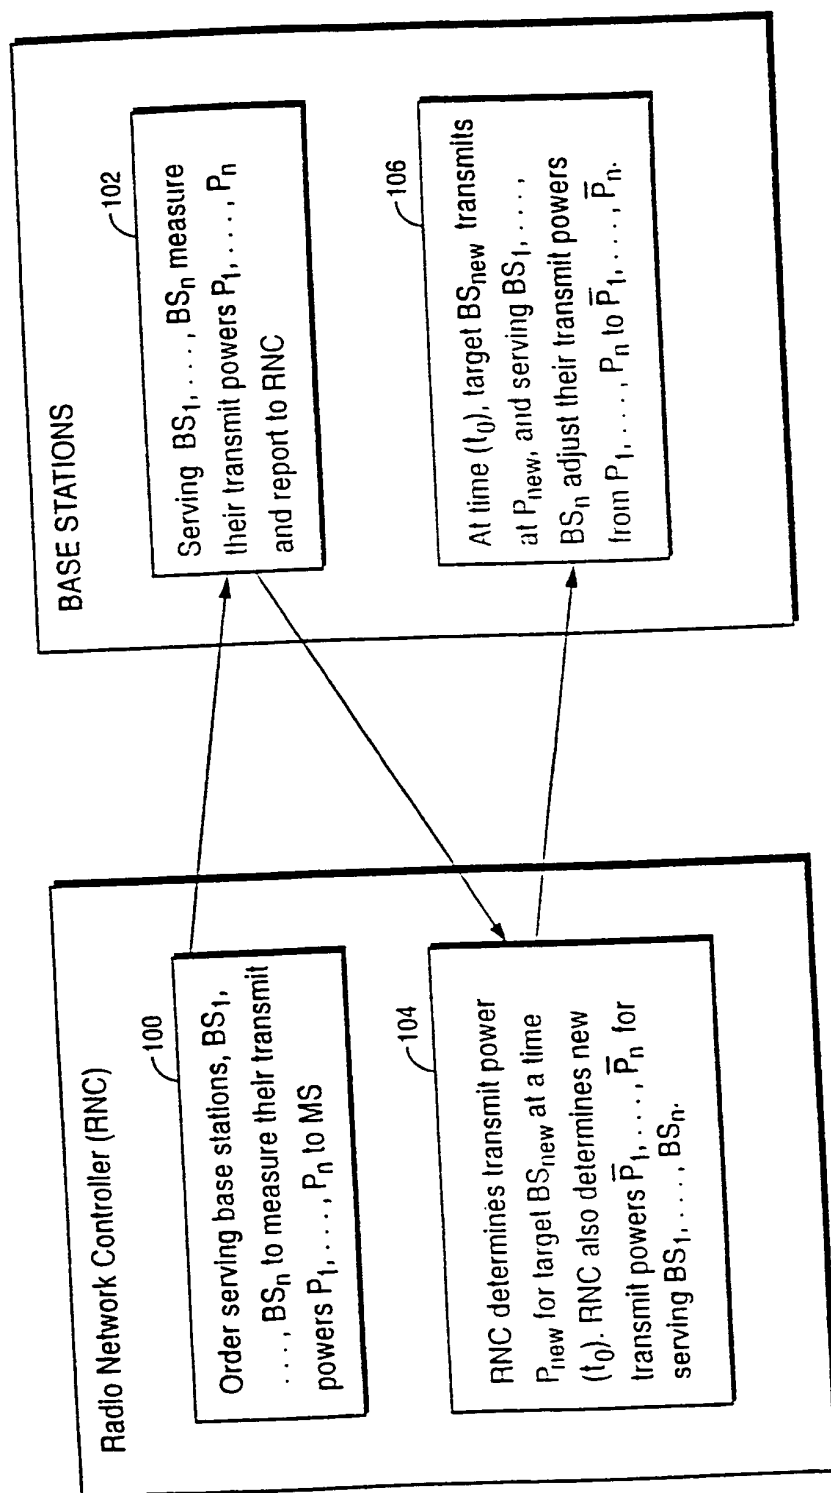 Radio Network Controller (RNC)
100
Order serving base stations, BS₁,
...., BSₙ to measure their transmit
powers P₁, ...., Pₙ to MS
104
RNC determines transmit power
Pₙₑw for target BSₙₑw at a time
(t₀). RNC also determines new
transmit powers P̅₁, ...., P̅ₙ for
serving BS₁, ...., BSₙ.
BASE STATIONS
102
Serving BS₁, ...., BSₙ measure
their transmit powers P₁, ...., Pₙ
and report to RNC
106
At time (t₀), target BSₙₑw transmits
at Pₙₑw, and serving BS₁, ....,
BSₙ adjust their transmit powers
from P₁, ...., Pₙ to P̅₁, ...., P̅ₙ.